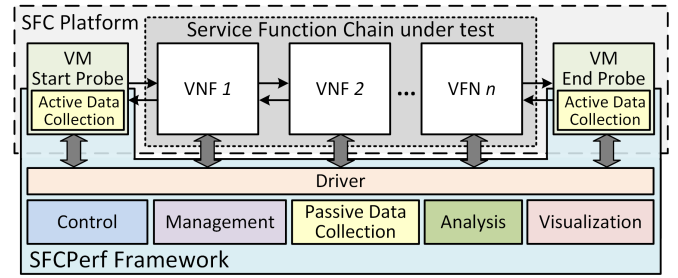 SFC Platform
Service Function Chain under test
VM
Start Probe
Active Data
Collection
VNF 1
VNF 2
...
VFN n
VM
End Probe
Active Data
Collection
Driver
Control
Management
Passive Data
Collection
Analysis
Visualization
SFCPerf Framework